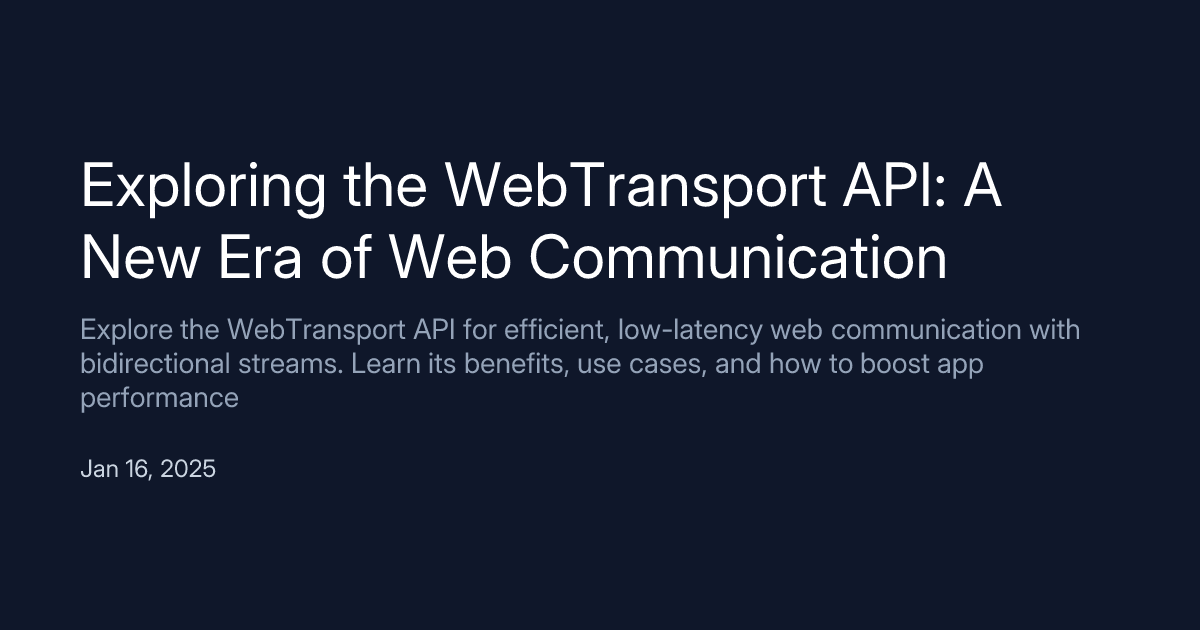 Exploring the WebTransport API: A
New Era of Web Communication
Explore the WebTransport API for efficient, low-latency web communication with
bidirectional streams. Learn its benefits, use cases, and how to boost app
performance
Jan 16, 2025